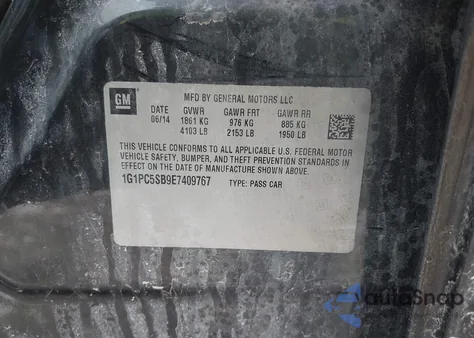 GM
MFD BY GENERAL MOTORS LLC
DATE GVWR GAWR FRT GAWR RR
06/14 1861 KG 976 KG 885 KG
4103 LB 2153 LB 1950 LB
THIS VEHICLE CONFORMS TO ALL APPLICABLE U.S. FEDERAL MOTOR
VEHICLE SAFETY, BUMPER, AND THEFT PREVENTION STANDARDS IN
EFFECT ON THE DATE OF MANUFACTURE SHOWN ABOVE.
1G1PC5SB9E7409767 TYPE: PASS CAR
autoSnap